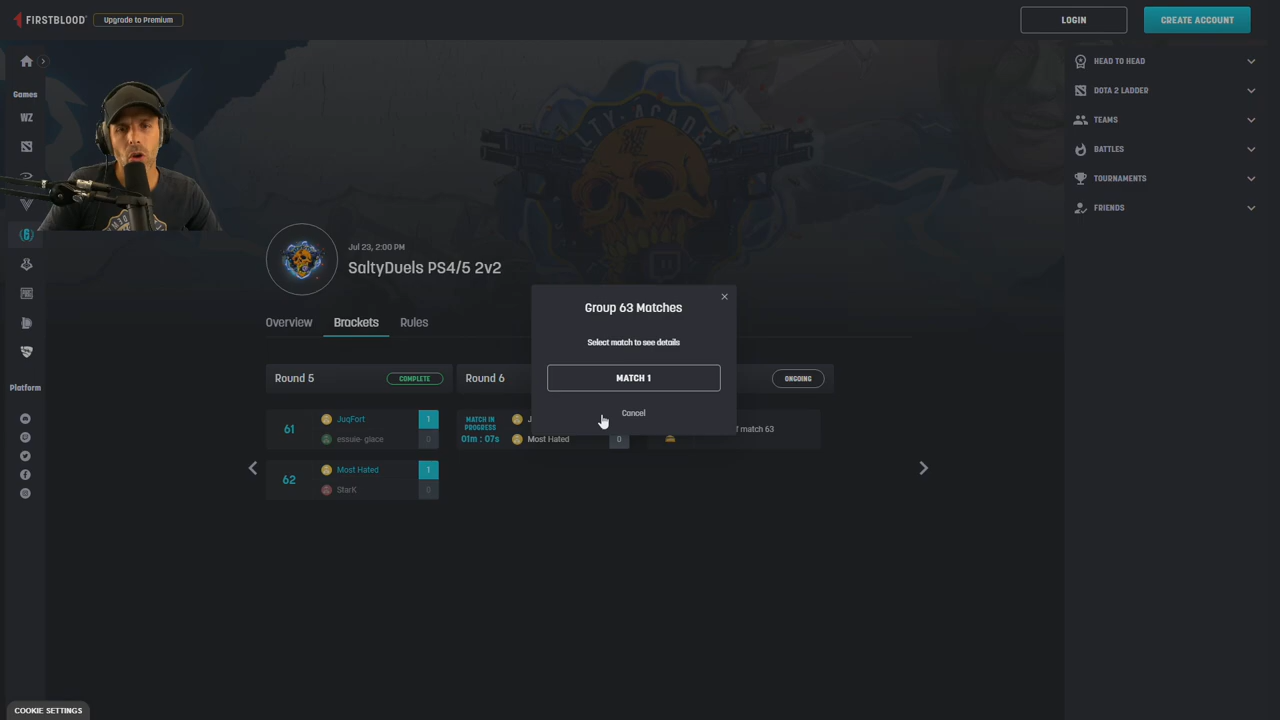 FIRSTBLOOD
Upgrade to Premium
LOGIN
CREATE ACCOUNT
Games
WZ
Platform
HEAD TO HEAD
DOTA 2 LADDER
TEAMS
BATTLES
TOURNAMENTS
FRIENDS
Jul 23, 2:00 PM
SaltyDuels PS4/5 2v2
Overview
Brackets
Rules
Group 63 Matches
Select match to see details
MATCH 1
Cancel
Round 5
COMPLETE
Round 6
ONGOING
61
JuqFort
1
essuie- glace
0
62
Most Hated
1
StarK
0
MATCH IN
PROGRESS
01m : 07s
J
Most Hated
0
f match 63
COOKIE SETTINGS